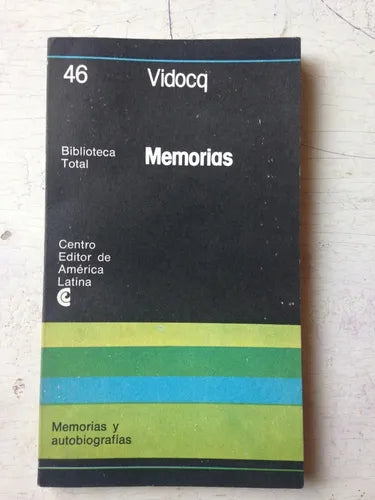 46
Vidocq
Biblioteca
Total
Memorias
Centro
Editor de
América
Latina
Memorias y
autobiografías